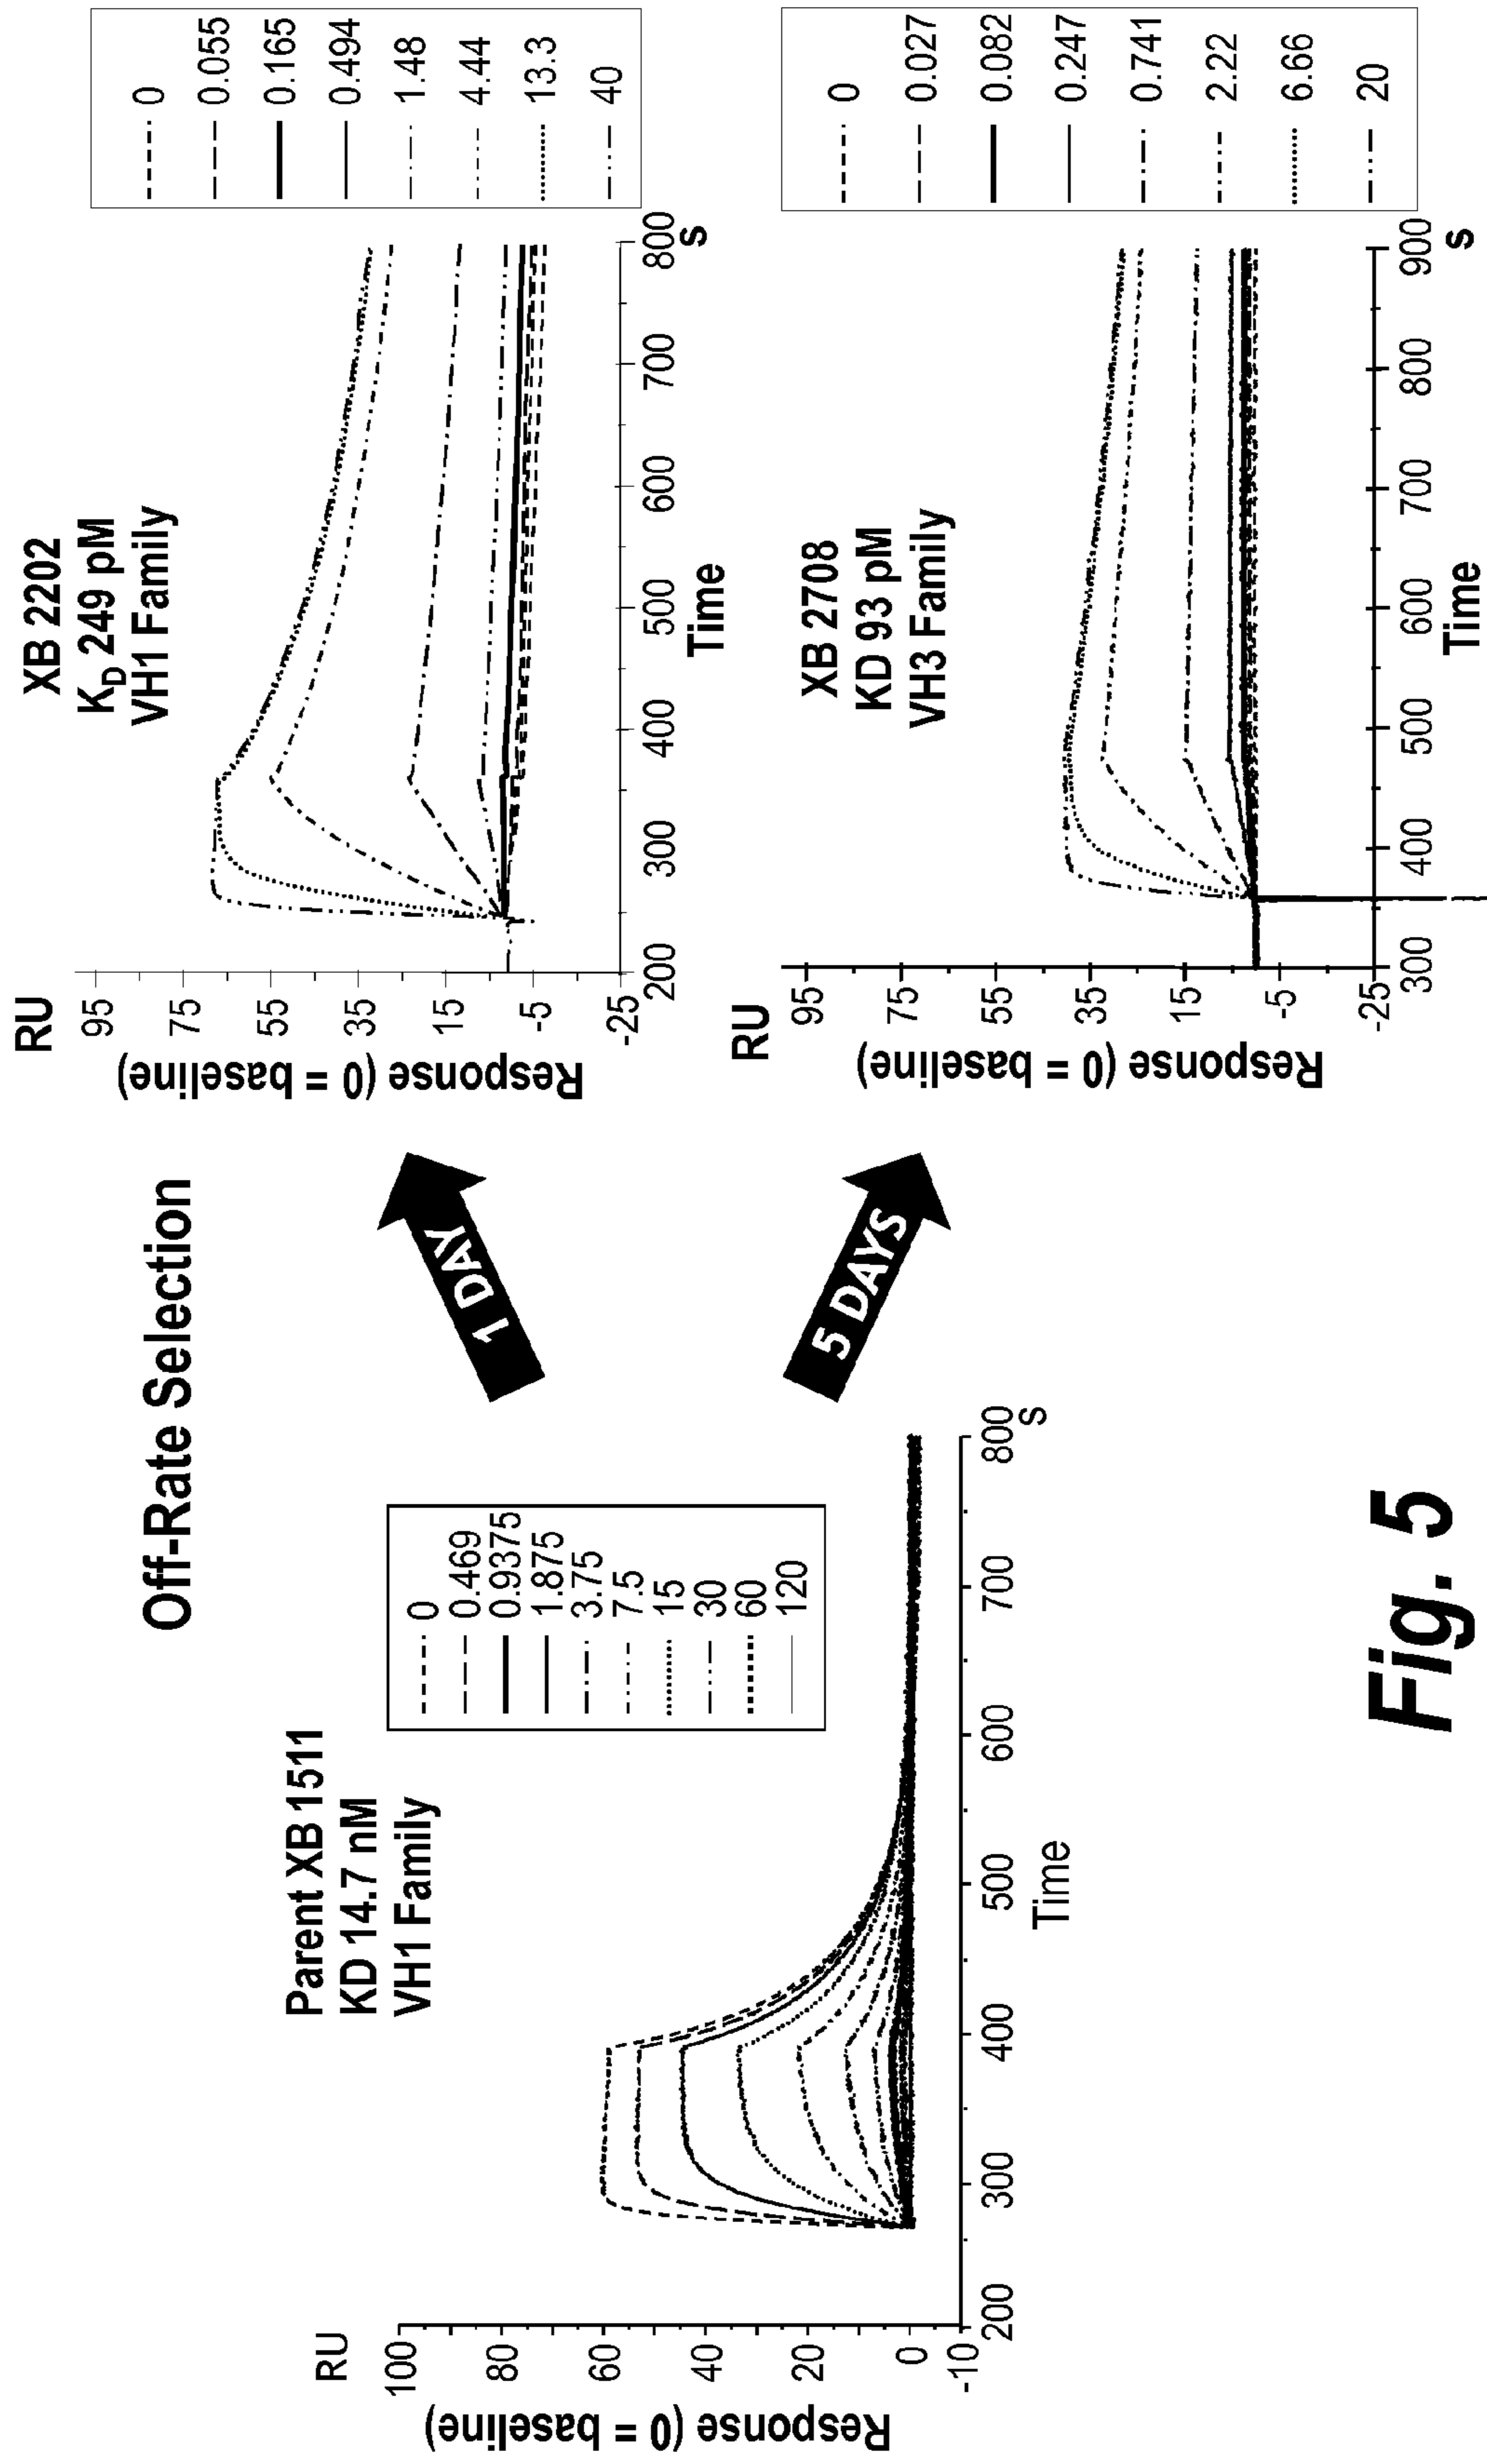 Off-Rate Selection
Parent XB 1511
KD 14.7 nM
VH1 Family
RU
Response (0 = baseline)
100
80
60
40
20
0
-10
200
300
400
500
600
700
800
s
Time
0
0.469
0.9375
1.875
3.75
7.5
15
30
60
120
1 DAY
5 DAYS
XB 2202
KD 249 pM
VH1 Family
RU
Response (0 = baseline)
95
75
55
35
15
-5
-25
200
300
400
500
600
700
800
s
Time
0
0.055
0.165
0.494
1.48
4.44
13.3
40
XB 2708
KD 93 pM
VH3 Family
RU
Response (0 = baseline)
95
75
55
35
15
-5
-25
300
400
500
600
700
800
900
s
Time
0
0.027
0.082
0.247
0.741
2.22
6.66
20
Fig. 5